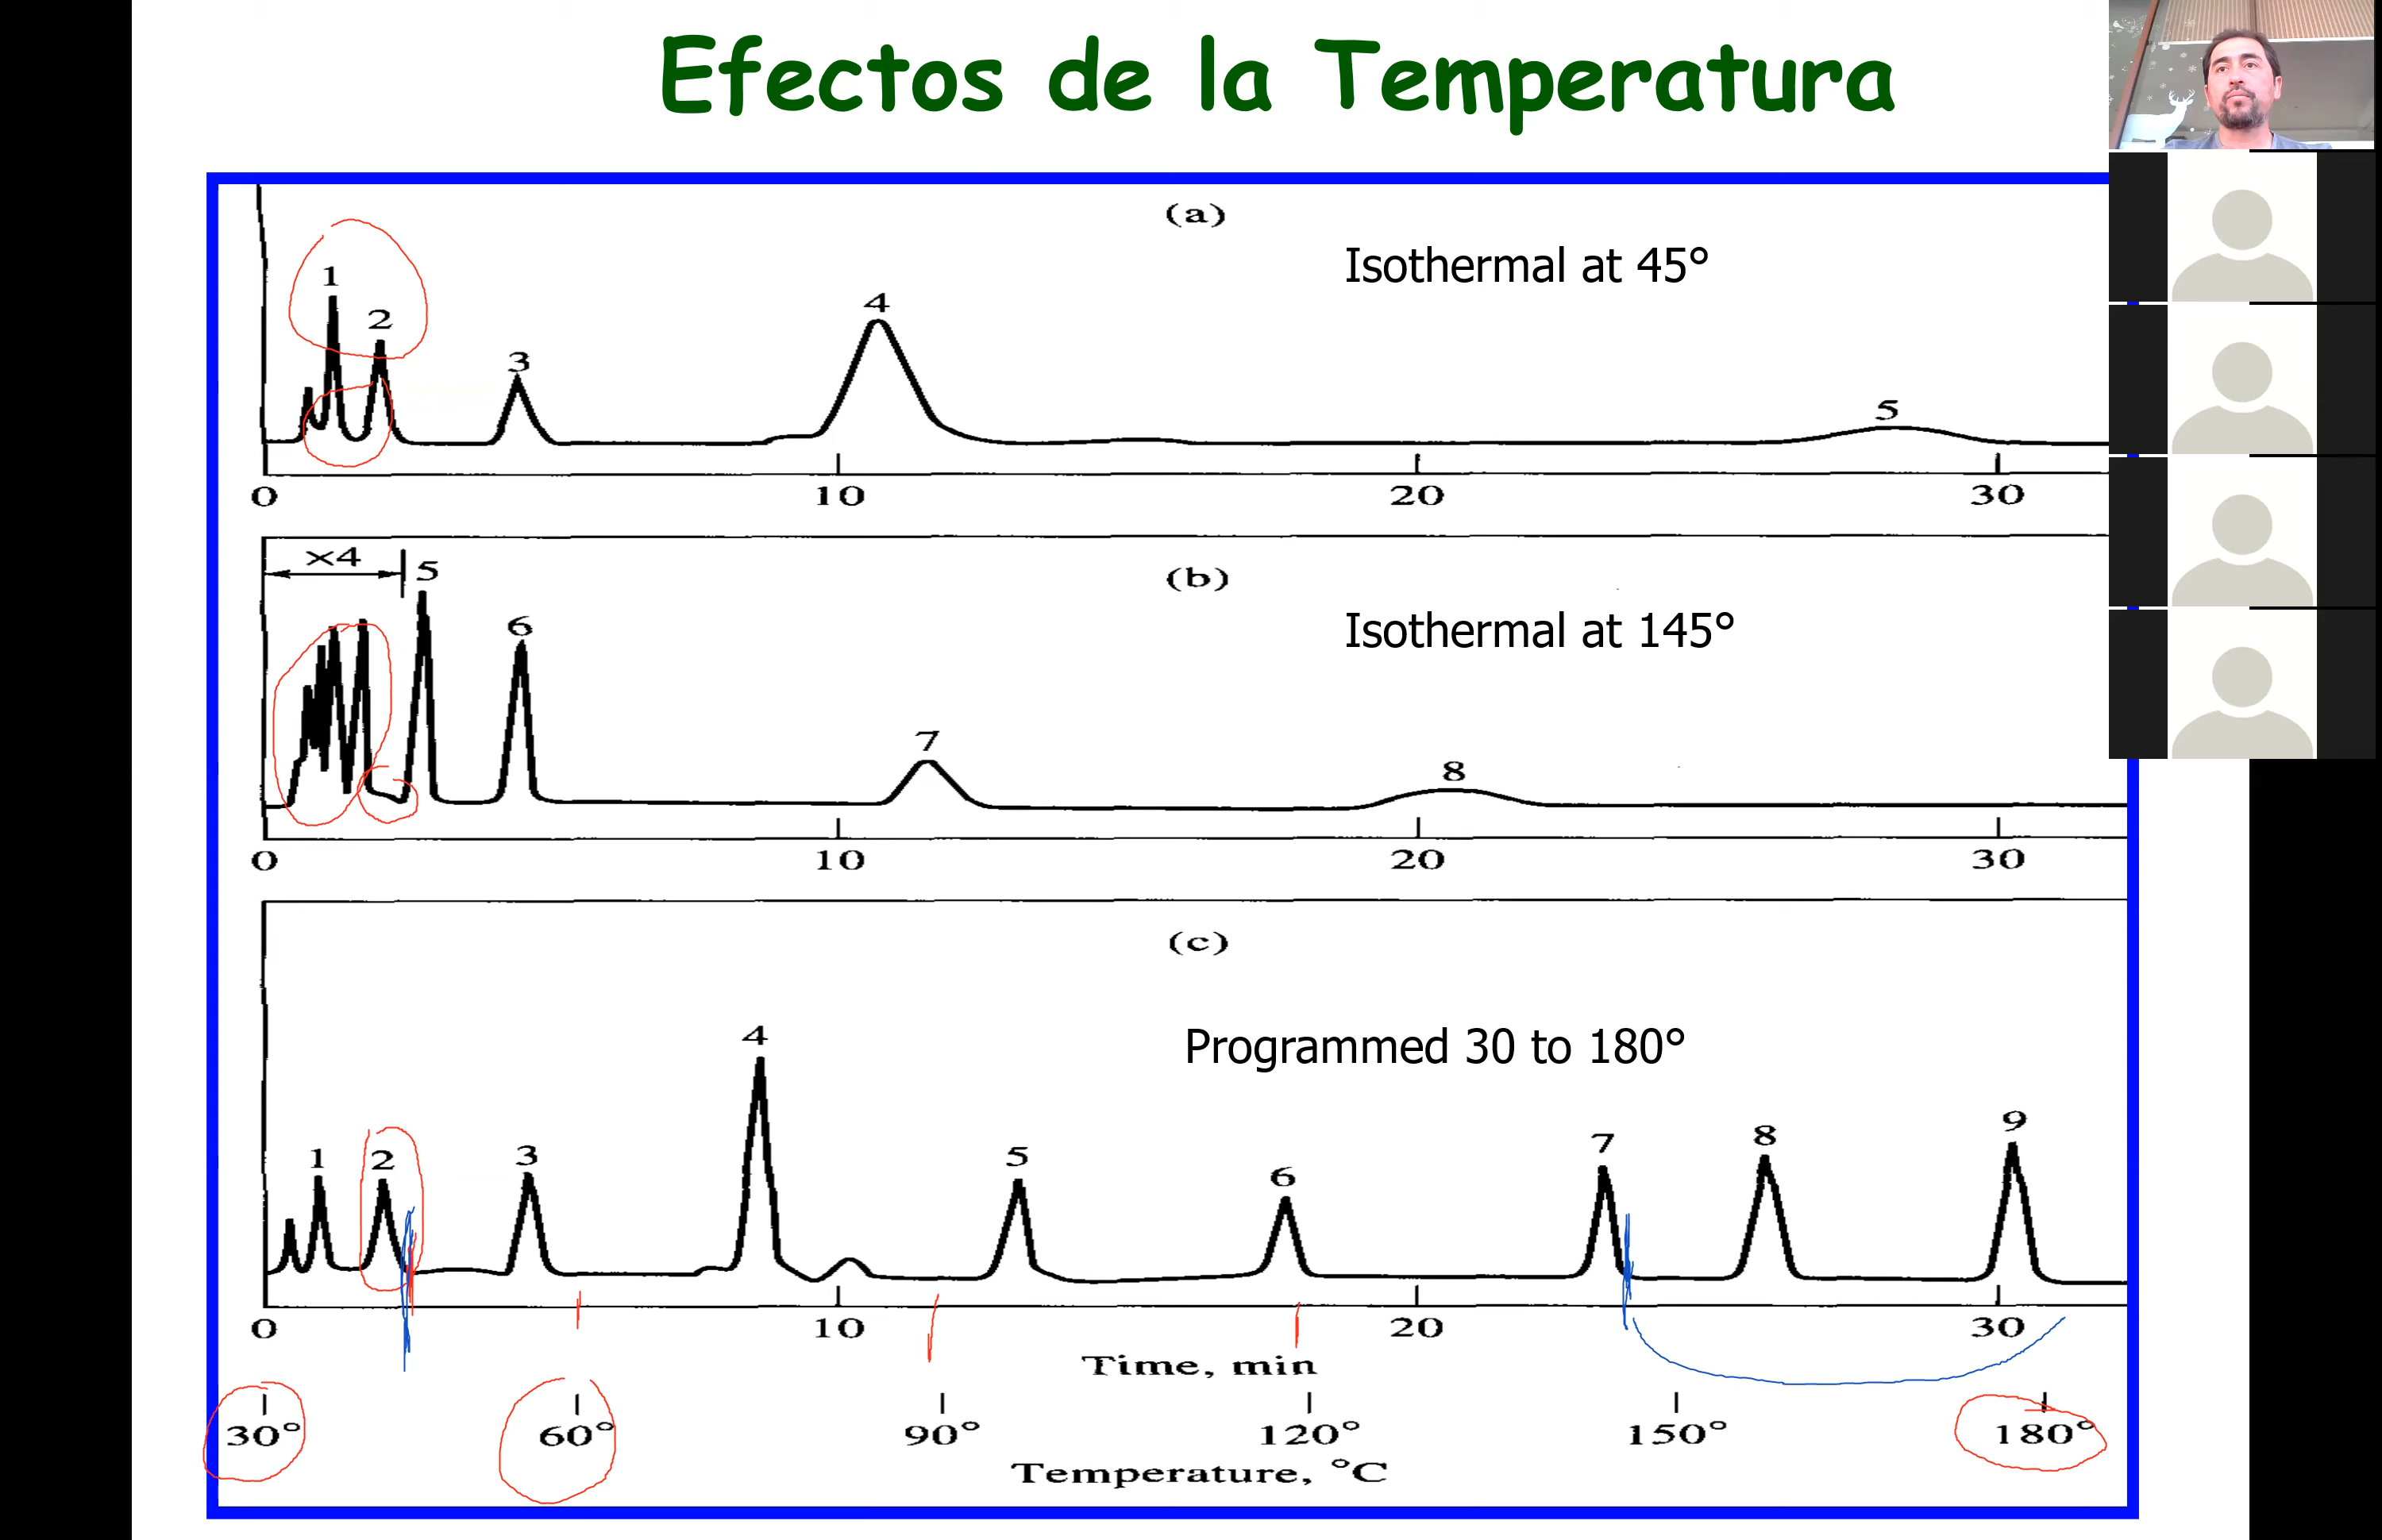 Efectos de la Temperatura
(a)
Isothermal at 45°
1
2
3
4
5
0 10 20 30
×4
(b)
Isothermal at 145°
5
6
7
8
0 10 20 30
(c)
Programmed 30 to 180°
1
2
3
4
5
6
7
8
9
0 10 20 30
Time, min
30° 60° 90° 120° 150° 180°
Temperature, °C